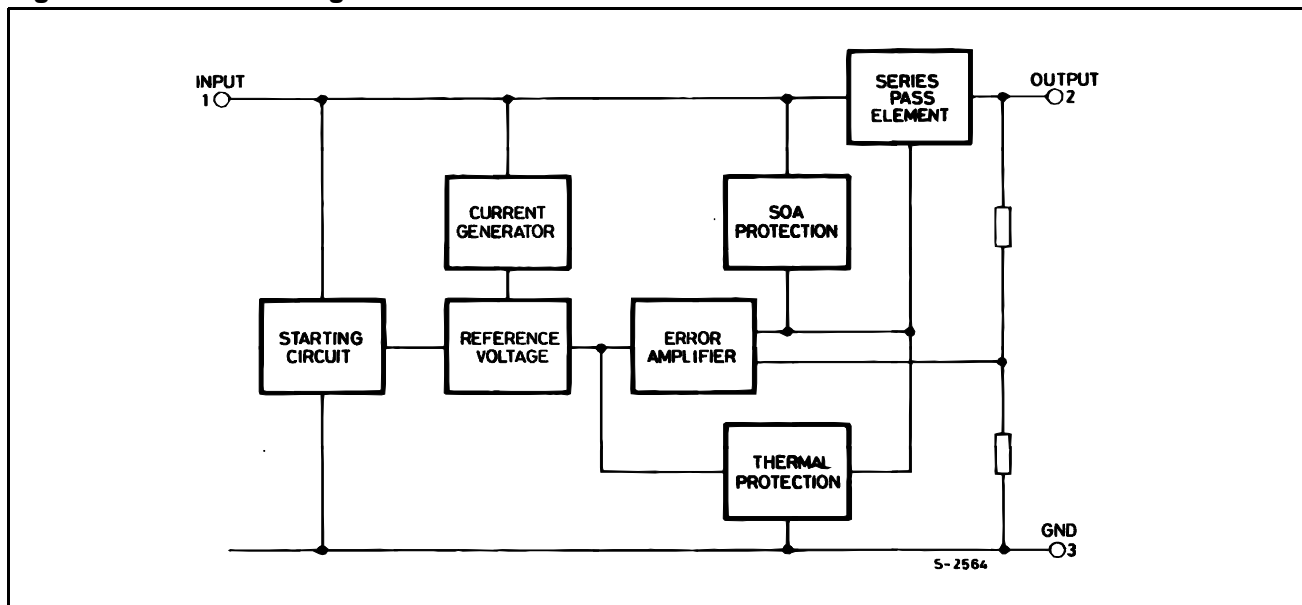 INPUT
1
SERIES
PASS
ELEMENT
OUTPUT
2
CURRENT
GENERATOR
SOA
PROTECTION
STARTING
CIRCUIT
REFERENCE
VOLTAGE
ERROR
AMPLIFIER
THERMAL
PROTECTION
GND
3
S-2564